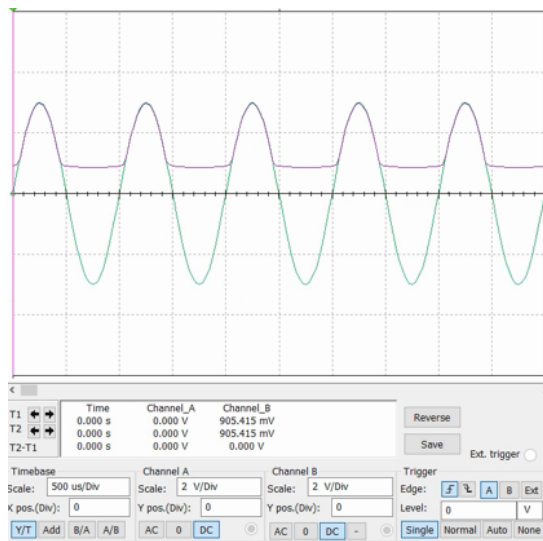 Time Channel_A Channel_B
T1 0.000 s 0.000 V 905.415 mV
T2 0.000 s 0.000 V 905.415 mV
T2-T1 0.000 s 0.000 V 0.000 V
Reverse
Save
Ext. trigger
Timebase
Scale: 500 us/Div
X pos.(Div): 0
Y/T Add B/A A/B
Channel A
Scale: 2 V/Div
Y pos.(Div): 0
AC 0 DC
Channel B
Scale: 2 V/Div
Y pos.(Div): 0
AC 0 DC -
Trigger
Edge: A B Ext
Level: 0 V
Single Normal Auto None